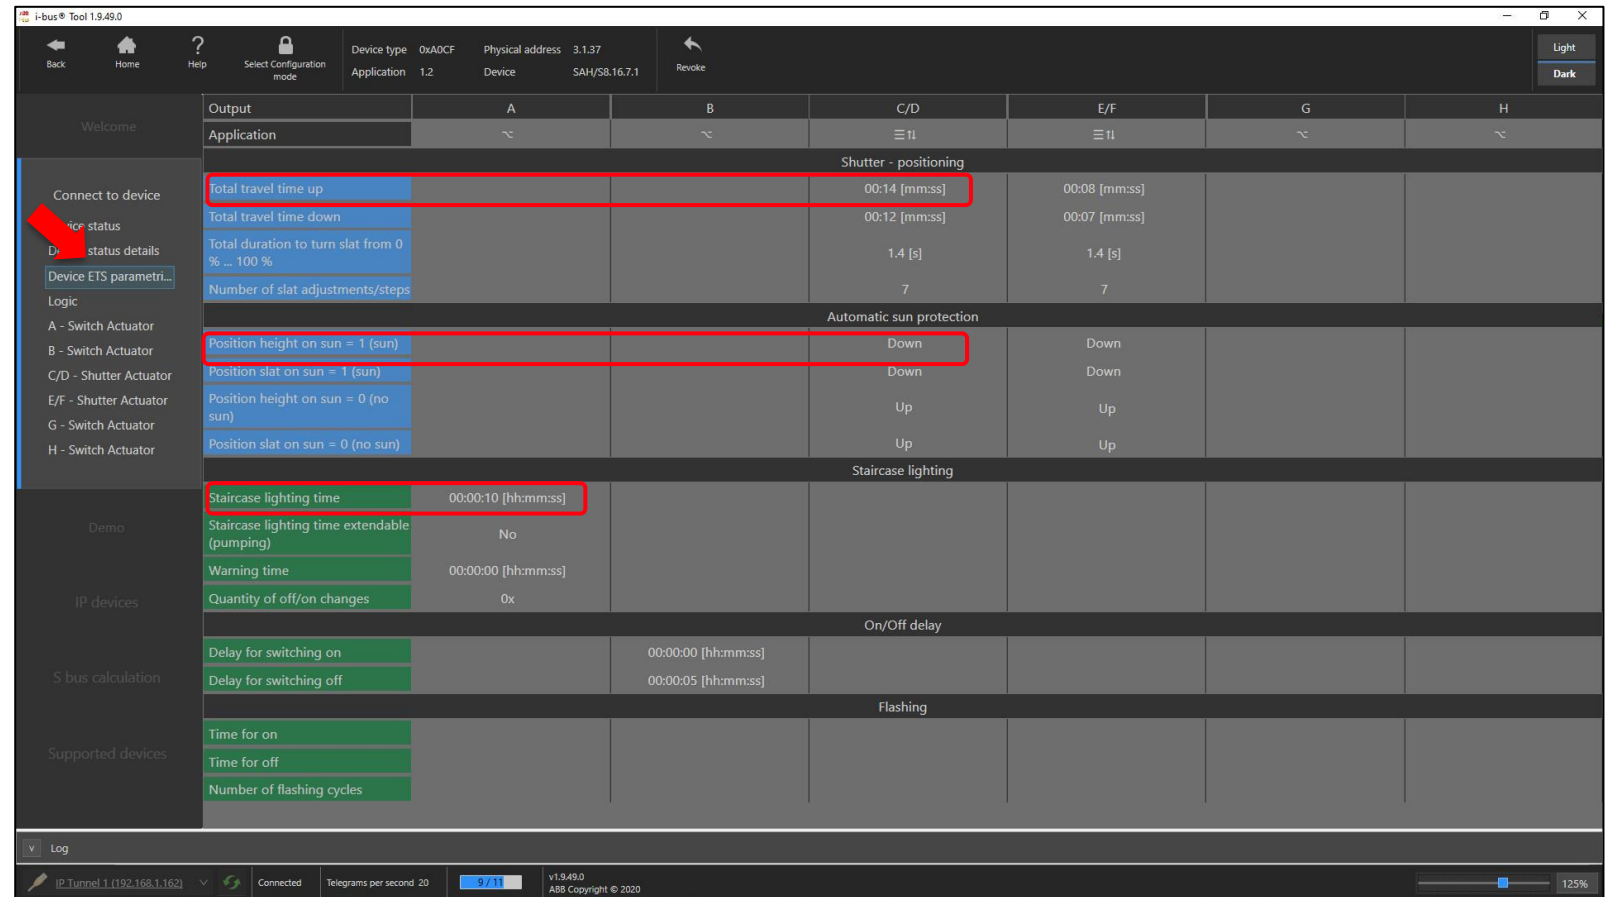 i-bus® Tool 1.9.49.0
Back
Home
Help
Select Configuration
mode
Device type 0xA0CF
Application 1.2
Physical address 3.1.37
Device SAH/S8.16.7.1
Revoke
Light
Dark
Welcome
Connect to device
vice status
D status details
Device ETS parametri...
Logic
A - Switch Actuator
B - Switch Actuator
C/D - Shutter Actuator
E/F - Shutter Actuator
G - Switch Actuator
H - Switch Actuator
Demo
IP devices
S bus calculation
Supported devices
Output A B C/D E/F G H
Application
Shutter - positioning
Total travel time up 00:14 [mm:ss] 00:08 [mm:ss]
Total travel time down 00:12 [mm:ss] 00:07 [mm:ss]
Total duration to turn slat from 0
% ... 100 % 1.4 [s] 1.4 [s]
Number of slat adjustments/steps 7 7
Automatic sun protection
Position height on sun = 1 (sun) Down Down
Position slat on sun = 1 (sun) Down Down
Position height on sun = 0 (no
sun) Up Up
Position slat on sun = 0 (no sun) Up Up
Staircase lighting
Staircase lighting time 00:00:10 [hh:mm:ss]
Staircase lighting time extendable
(pumping) No
Warning time 00:00:00 [hh:mm:ss]
Quantity of off/on changes 0x
On/Off delay
Delay for switching on 00:00:00 [hh:mm:ss]
Delay for switching off 00:00:05 [hh:mm:ss]
Flashing
Time for on
Time for off
Number of flashing cycles
v Log
IP Tunnel 1 (192.168.1.162)
Connected
Telegrams per second 20
9 / 11
v1.9.49.0
ABB Copyright © 2020
125%